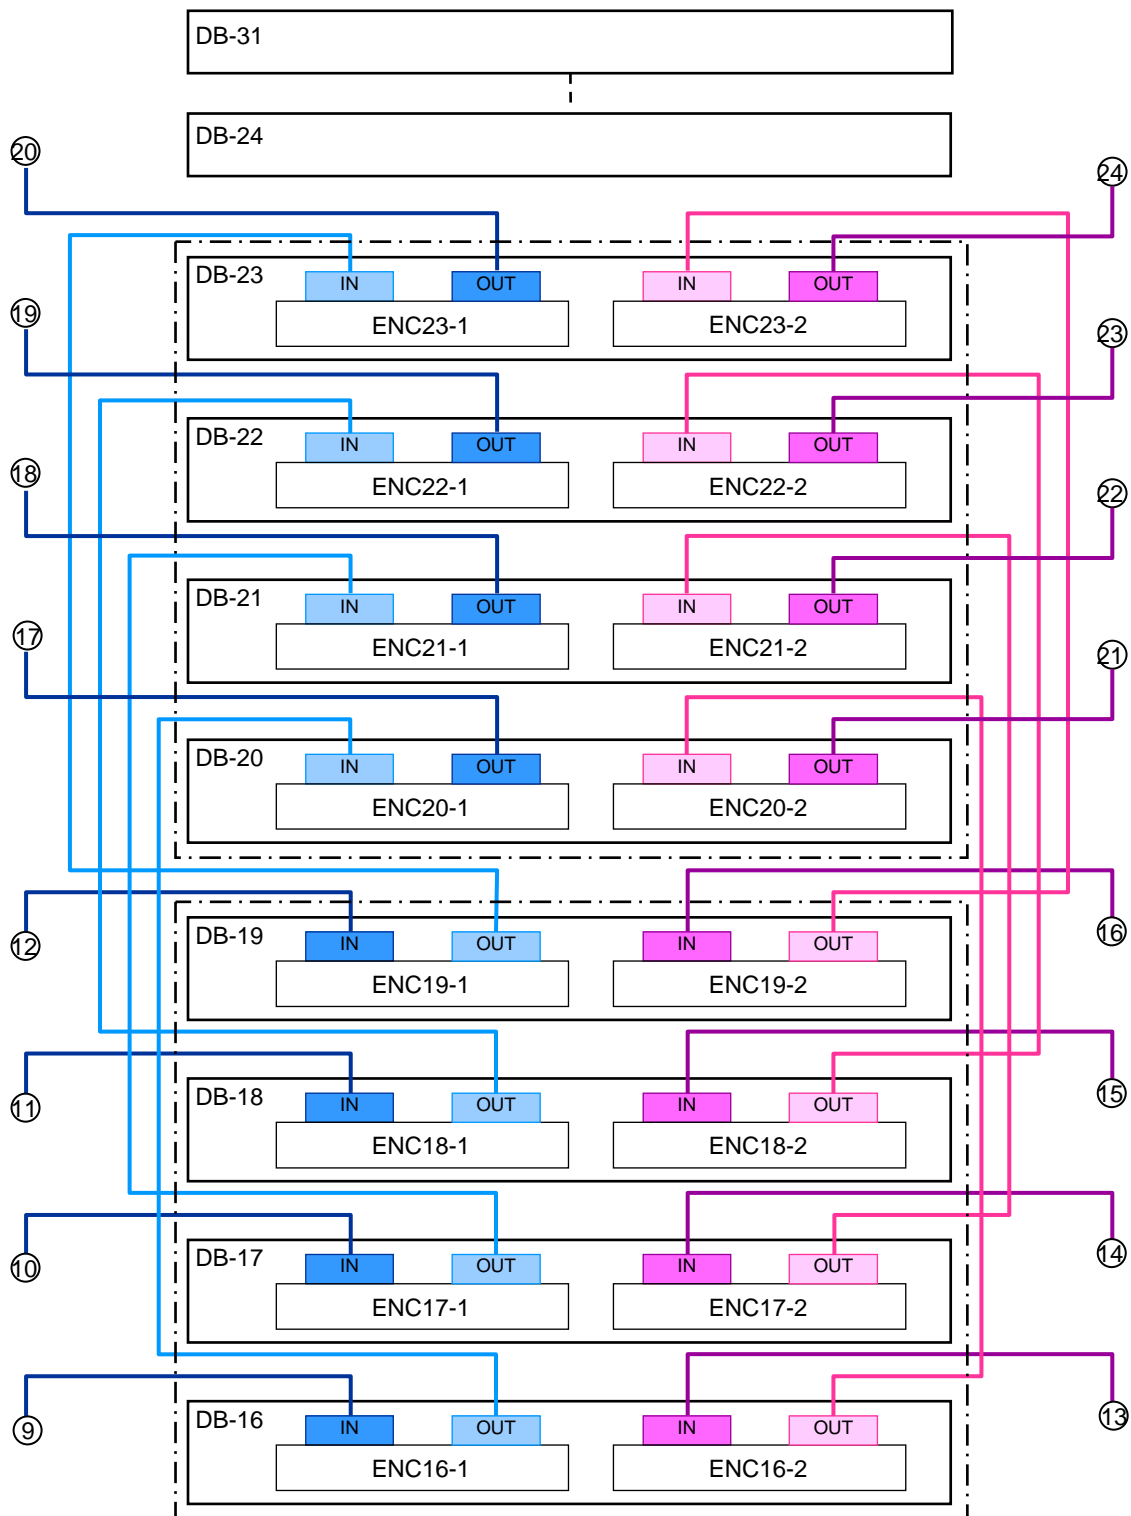 DB-31
DB-24
20
24
DB-23
IN OUT IN OUT
ENC23-1 ENC23-2
19
23
DB-22
IN OUT IN OUT
ENC22-1 ENC22-2
18
22
DB-21
IN OUT IN OUT
ENC21-1 ENC21-2
17
21
DB-20
IN OUT IN OUT
ENC20-1 ENC20-2
12
16
DB-19
IN OUT IN OUT
ENC19-1 ENC19-2
11
15
DB-18
IN OUT IN OUT
ENC18-1 ENC18-2
10
14
DB-17
IN OUT IN OUT
ENC17-1 ENC17-2
9
13
DB-16
IN OUT IN OUT
ENC16-1 ENC16-2